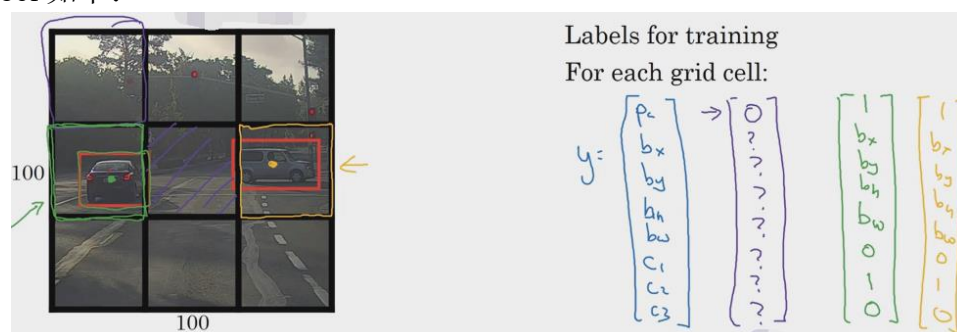 Labels for training
For each grid cell:
100
100
y=
Pc
bx
by
bh
bw
C1
C2
C3
→
0
?
?
?
?
?
?
?
1
bx
by
bh
bw
0
1
0
1
bx
by
bh
bw
0
1
0